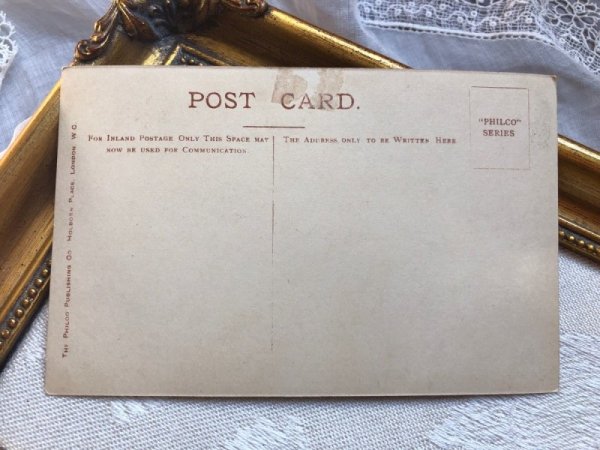 POST CARD.
"PHILCO"
SERIES
FOR INLAND POSTAGE ONLY THIS SPACE MAY
NOW BE USED FOR COMMUNICATION.
THE ADDRESS ONLY TO BE WRITTEN HERE
THE PHILCO PUBLISHING CO HOLBORN PLACE, LONDON W.C.